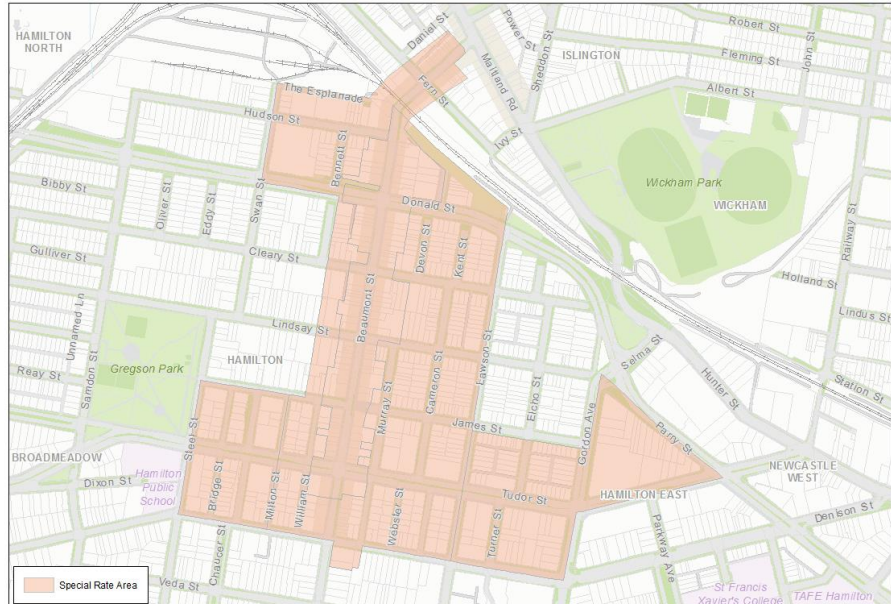 HAMILTON
NORTH
Daniel St
Power St
Maitland Rd
Sheddon St
ISLINGTON
Robert St
John St
Fleming St
Albert St
The Esplanade
Fern St
Hudson St
Ivy St
Bennett St
Wickham Park
WICKHAM
Bibby St
Oliver St
Eddy St
Swan St
Donald St
Devon St
Kent St
Railway St
Gulliver St
Cleary St
Holland St
Beaumont St
Lindus St
Unnamed Ln
Lindsay St
Samdon St
Gregson Park
HAMILTON
Selma St
Reay St
Murray St
Cameron St
Lawson St
Elcho St
Hunter St
Station St
Steel St
James St
Gordon Ave
Parry St
BROADMEADOW
Hamilton
Public
School
Dixon St
Bridge St
Milton St
William St
Webster St
Tudor St
HAMILTON EAST
NEWCASTLE
WEST
Denison St
Turner St
Parkway Ave
Chaucer St
Veda St
St Francis
Xavier's College
TAFE Hamilton
Special Rate Area